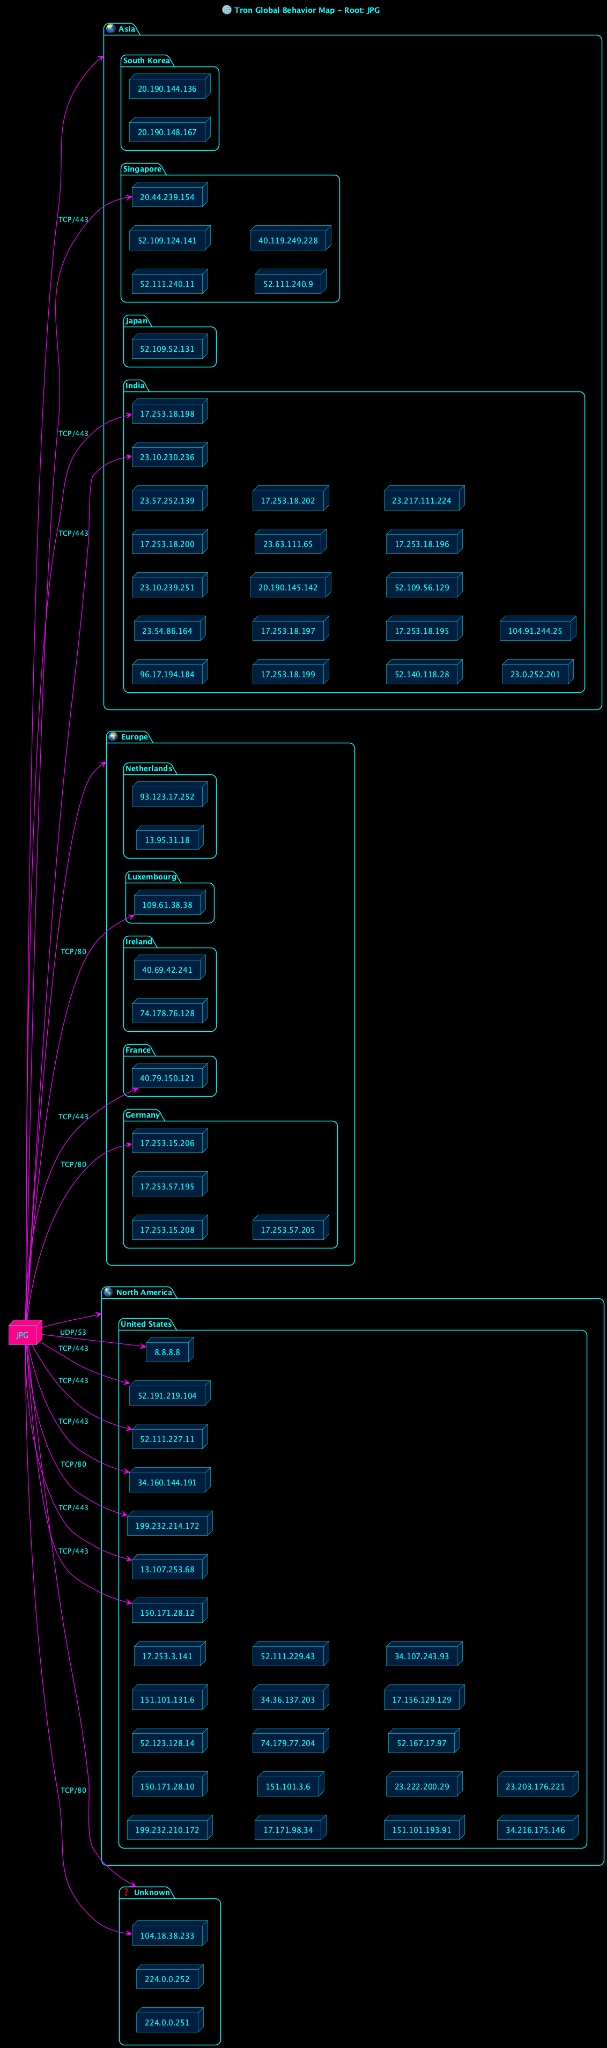 Tron Global Behavior Map - Root: JPG
Asia
South Korea
20.190.144.136
20.190.148.167
Singapore
20.44.239.154
TCP/443
52.109.124.141 40.119.249.228
52.111.240.11 52.111.240.9
Japan
52.109.52.131
India
17.253.18.198
TCP/443
23.10.230.236
23.57.252.139 17.253.18.202 23.217.111.224
TCP/443
17.253.18.200 23.63.111.65 17.253.18.196
23.10.239.251 20.190.145.142 52.109.56.129
23.54.86.164 17.253.18.197 17.253.18.195 104.91.244.25
96.17.194.184 17.253.18.199 52.140.118.28 23.0.252.201
Europe
Netherlands
93.123.17.252
13.95.31.18
Luxembourg
109.61.38.38
Ireland
TCP/80
40.69.42.241
74.178.76.128
France
40.79.150.121
Germany
TCP/443
17.253.15.206
TCP/80
17.253.57.195
17.253.15.208 17.253.57.205
North America
United States
JPG
UDP/53
8.8.8.8
TCP/443
52.191.219.104
TCP/443
52.111.227.11
TCP/443
34.160.144.191
TCP/80
199.232.214.172
TCP/443
13.107.253.68
TCP/443
150.171.28.12
17.253.3.141 52.111.229.43 34.107.243.93
151.101.131.6 34.36.137.203 17.156.129.129
52.123.128.14 74.179.77.204 52.167.17.97
150.171.28.10 151.101.3.6 23.222.200.29 23.203.176.221
TCP/80
199.232.210.172 17.171.98.34 151.101.193.91 34.216.175.146
? Unknown
104.18.38.233
224.0.0.252
224.0.0.251